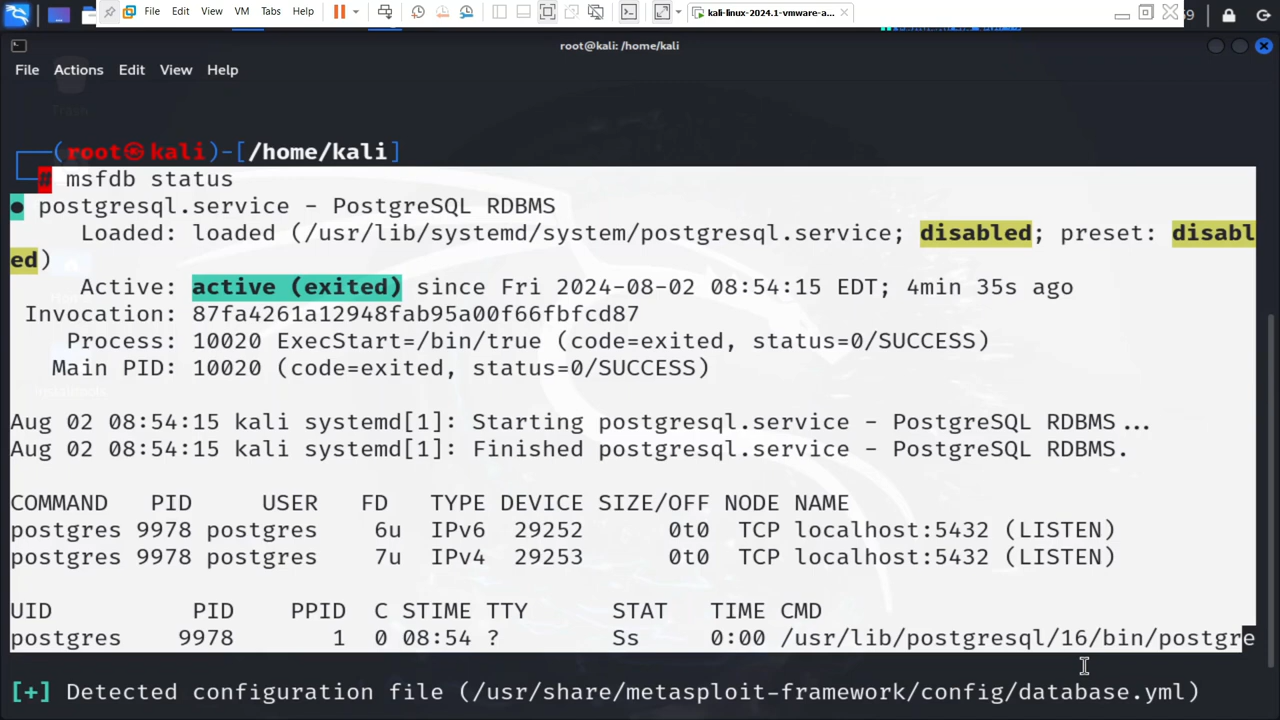 File Edit View VM Tabs Help
kali-linux-2024.1-vmware-a...
root@kali: /home/kali
File Actions Edit View Help
(root㉿kali)-[/home/kali]
# msfdb status
● postgresql.service - PostgreSQL RDBMS
Loaded: loaded (/usr/lib/systemd/system/postgresql.service; disabled; preset: disabl
ed)
Active: active (exited) since Fri 2024-08-02 08:54:15 EDT; 4min 35s ago
Invocation: 87fa4261a12948fab95a00f66fbfcd87
Process: 10020 ExecStart=/bin/true (code=exited, status=0/SUCCESS)
Main PID: 10020 (code=exited, status=0/SUCCESS)
Aug 02 08:54:15 kali systemd[1]: Starting postgresql.service - PostgreSQL RDBMS...
Aug 02 08:54:15 kali systemd[1]: Finished postgresql.service - PostgreSQL RDBMS.
COMMAND PID USER FD TYPE DEVICE SIZE/OFF NODE NAME
postgres 9978 postgres 6u IPv6 29252 0t0 TCP localhost:5432 (LISTEN)
postgres 9978 postgres 7u IPv4 29253 0t0 TCP localhost:5432 (LISTEN)
UID PID PPID C STIME TTY STAT TIME CMD
postgres 9978 1 0 08:54 ? Ss 0:00 /usr/lib/postgresql/16/bin/postgre
[+] Detected configuration file (/usr/share/metasploit-framework/config/database.yml)